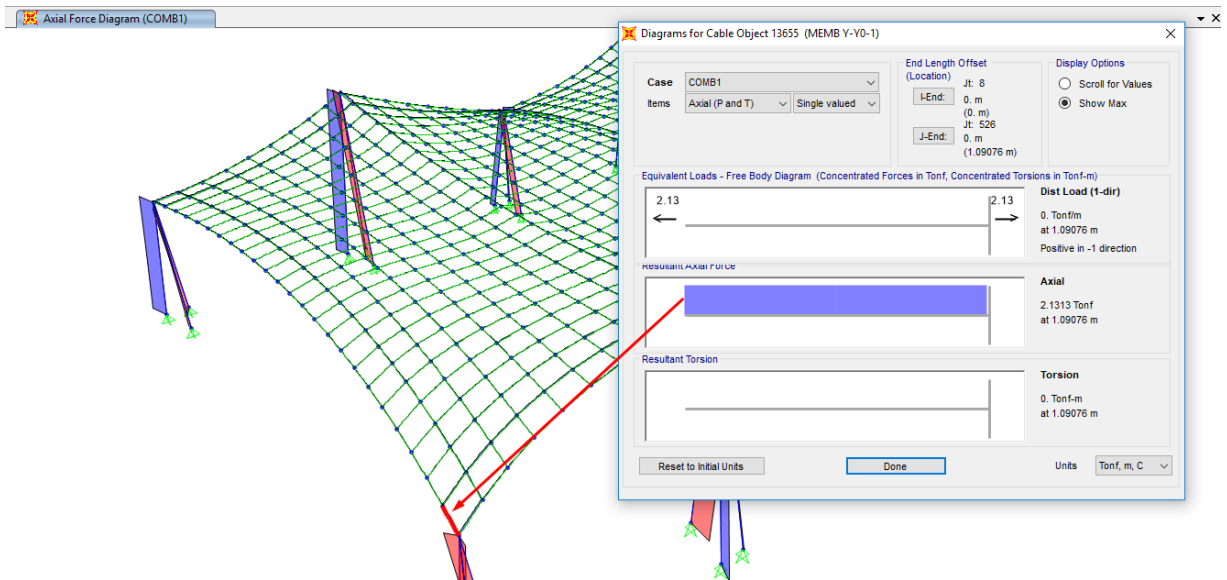 Axial Force Diagram (COMB1)
Diagrams for Cable Object 13655 (MEMB Y-Y0-1)
Case COMB1
Items Axial (P and T) Single valued
End Length Offset
(Location)
Jt: 8
I-End: 0. m
(0. m)
Jt: 526
J-End: 0. m
(1.09076 m)
Display Options
Scroll for Values
Show Max
Equivalent Loads - Free Body Diagram (Concentrated Forces in Tonf, Concentrated Torsions in Tonf-m)
2.13 2.13
Dist Load (1-dir)
0. Tonf/m
at 1.09076 m
Positive in -1 direction
Resultant Axial Force
Axial
2.1313 Tonf
at 1.09076 m
Resultant Torsion
Torsion
0. Tonf-m
at 1.09076 m
Reset to Initial Units Done Units Tonf, m, C